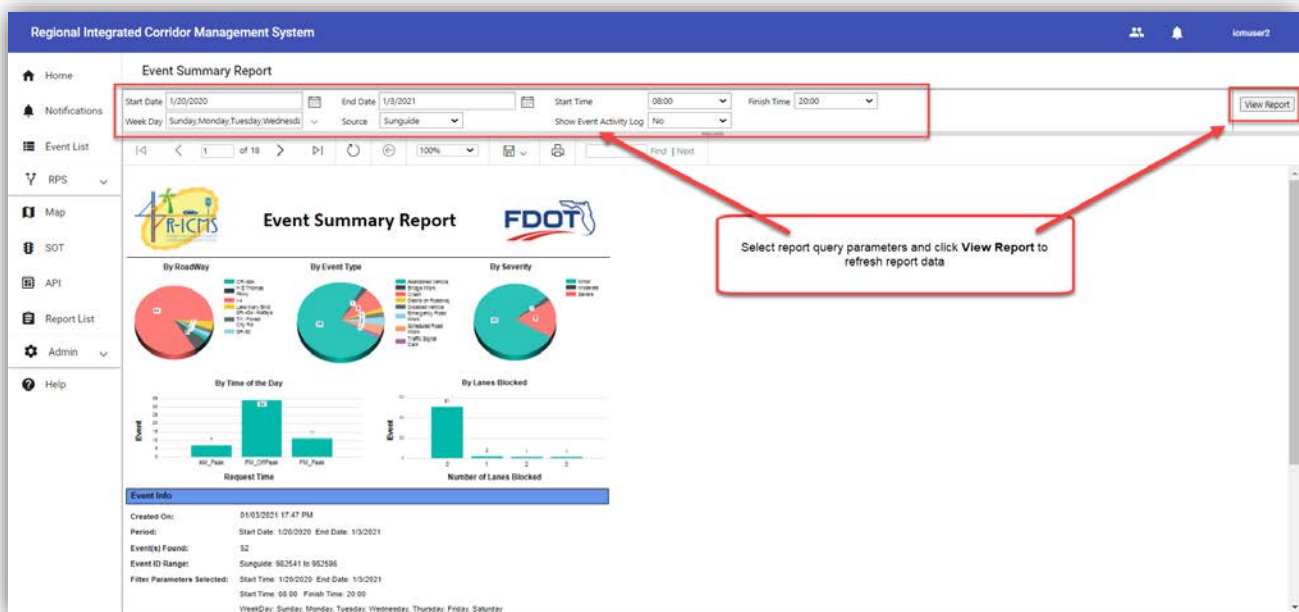 Regional Integrated Corridor Management System
icmuser2
Home
Notifications
Event List
RPS
Map
SOT
API
Report List
Admin
Help
Event Summary Report
Start Date 1/20/2020 End Date 1/3/2021 Start Time 08:00 Finish Time 20:00
View Report
Week Day Sunday,Monday,Tuesday,Wednesda Source Sunguide Show Event Activity Log No
1 of 18 100% Find | Next
R-ICMS
Event Summary Report
FDOT
Select report query parameters and click View Report to
refresh report data
By RoadWay
By Event Type
Abandoned Vehicle
Bridge Work
Crash
Debris on Roadway
Disabled Vehicle
Emergency Road
Work
Scheduled Road
Work
Traffic Signal
By Severity
Minor
Moderate
Severe
By Time of the Day
Event
AM_Peak PM_OffPeak PM_Peak
Request Time
By Lanes Blocked
Event
0 1 2 3
Number of Lanes Blocked
Event Info
Created On: 01/03/2021 17:47 PM
Period: Start Date: 1/20/2020 End Date: 1/3/2021
Event(s) Found: 52
Event ID Range: Sunguide: 982541 to 982596
Filter Parameters Selected: Start Time: 1/20/2020 End Date: 1/3/2021
Start Time: 08:00 Finish Time: 20:00
WeekDay: Sunday, Monday, Tuesday, Wednesday, Thursday, Friday, Saturday